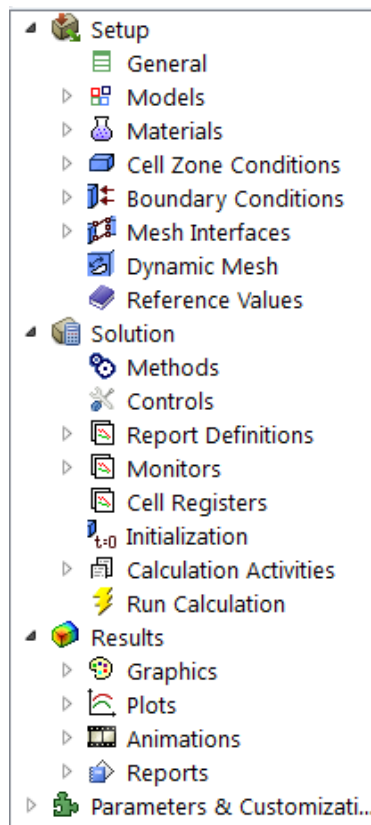 Setup
General
Models
Materials
Cell Zone Conditions
Boundary Conditions
Mesh Interfaces
Dynamic Mesh
Reference Values
Solution
Methods
Controls
Report Definitions
Monitors
Cell Registers
t=0 Initialization
Calculation Activities
Run Calculation
Results
Graphics
Plots
Animations
Reports
Parameters & Customizati...